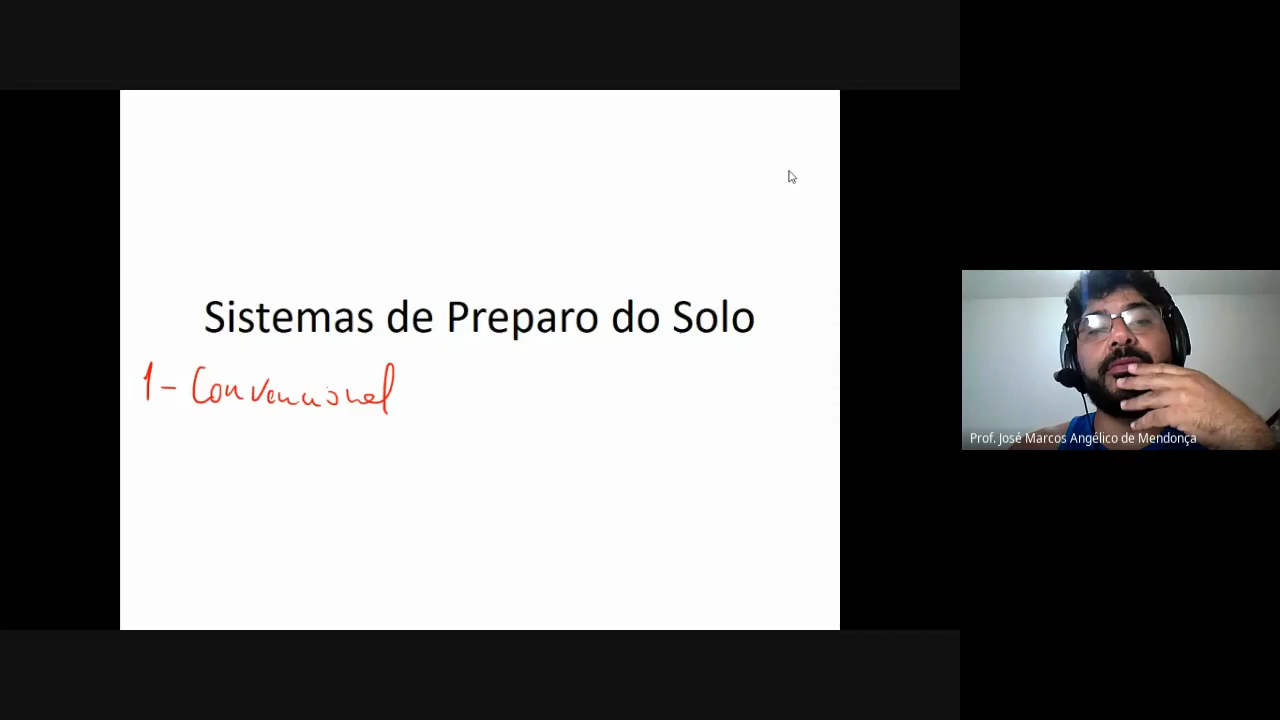 Sistemas de Preparo do Solo
1 - Convencional
Prof. José Marcos Angélico de Mendonça